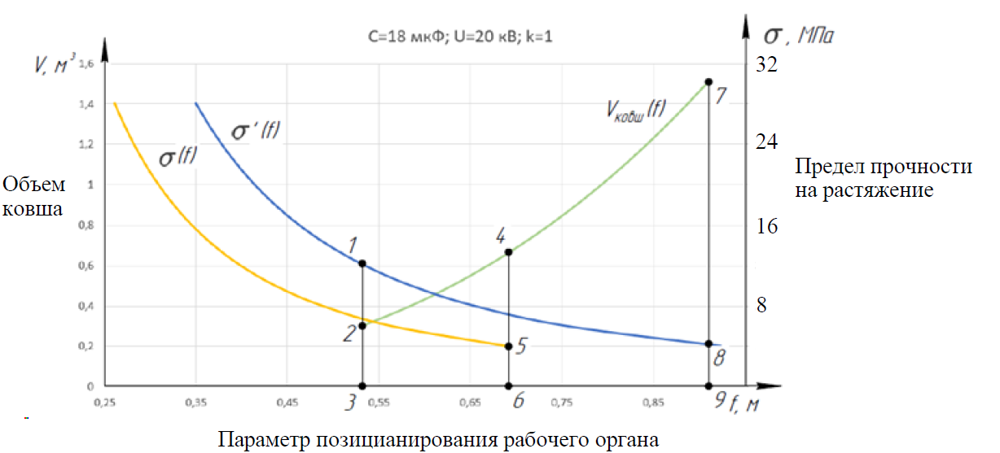 C=18 мкФ; U=20 кВ; k=1
V, м³
σ, МПа
1,6
1,4
1,2
1
0,8
0,6
0,4
0,2
0
32
24
16
8
σ(f)
σ′(f)
Vковш(f)
Объем
ковша
Предел прочности
на растяжение
1
2
3
4
5
6
7
8
9
0,25
0,35
0,45
0,55
0,65
0,75
0,85
f, м
Параметр позицианирования рабочего органа